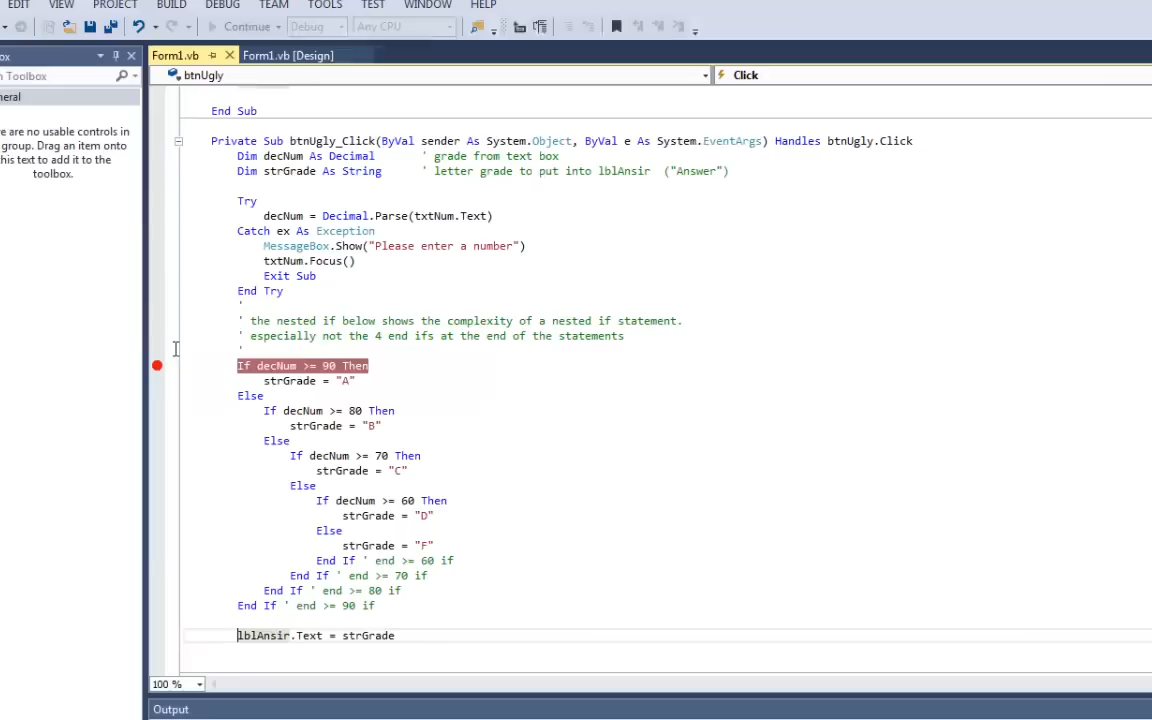 EDIT VIEW PROJECT BUILD DEBUG TEAM TOOLS TEST WINDOW HELP
Continue Debug Any CPU
ox Form1.vb Form1.vb [Design]
h Toolbox btnUgly Click
neral
re are no usable controls in
group. Drag an item onto
this text to add it to the
toolbox.
End Sub
Private Sub btnUgly_Click(ByVal sender As System.Object, ByVal e As System.EventArgs) Handles btnUgly.Click
Dim decNum As Decimal ' grade from text box
Dim strGrade As String ' letter grade to put into lblAnsir ("Answer")
Try
decNum = Decimal.Parse(txtNum.Text)
Catch ex As Exception
MessageBox.Show("Please enter a number")
txtNum.Focus()
Exit Sub
End Try
'
' the nested if below shows the complexity of a nested if statement.
' especially not the 4 end ifs at the end of the statements
'
If decNum >= 90 Then
strGrade = "A"
Else
If decNum >= 80 Then
strGrade = "B"
Else
If decNum >= 70 Then
strGrade = "C"
Else
If decNum >= 60 Then
strGrade = "D"
Else
strGrade = "F"
End If ' end >= 60 if
End If ' end >= 70 if
End If ' end >= 80 if
End If ' end >= 90 if
lblAnsir.Text = strGrade
100 %
Output